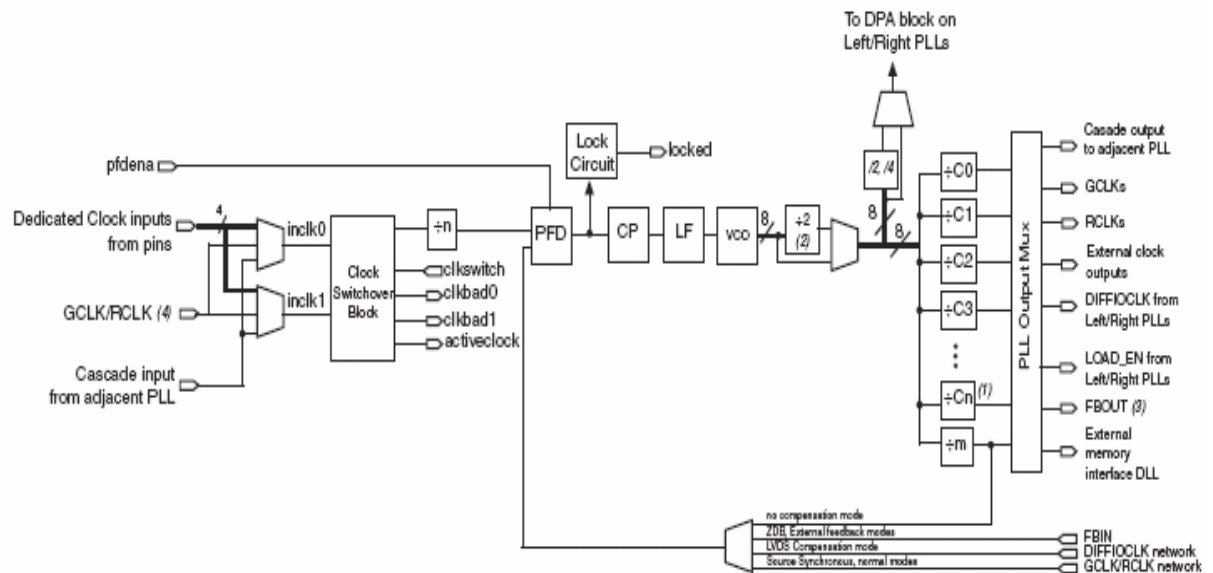 To DPA block on
Left/Right PLLs
Lock
Circuit
locked
pfdena
/2, /4
Dedicated Clock inputs
from pins
4
inclk0
inclk1
GCLK/RCLK (4)
Cascade input
from adjacent PLL
Clock
Switchover
Block
÷n
clkswitch
clkbad0
clkbad1
activeclock
PFD
CP
LF
VCO
8
÷2
(2)
8
8
÷C0
÷C1
÷C2
÷C3
÷Cn
(1)
÷m
PLL Output Mux
Casade output
to adjacent PLL
GCLKs
RCLKs
External clock
outputs
DIFFIOCLK from
Left/Right PLLs
LOAD_EN from
Left/Right PLLs
FBOUT (3)
External
memory
interface DLL
no compensation mode
ZDB, External feedback modes
LVDS Compensation mode
Source Synchronous, normal modes
FBIN
DIFFIOCLK network
GCLK/RCLK network